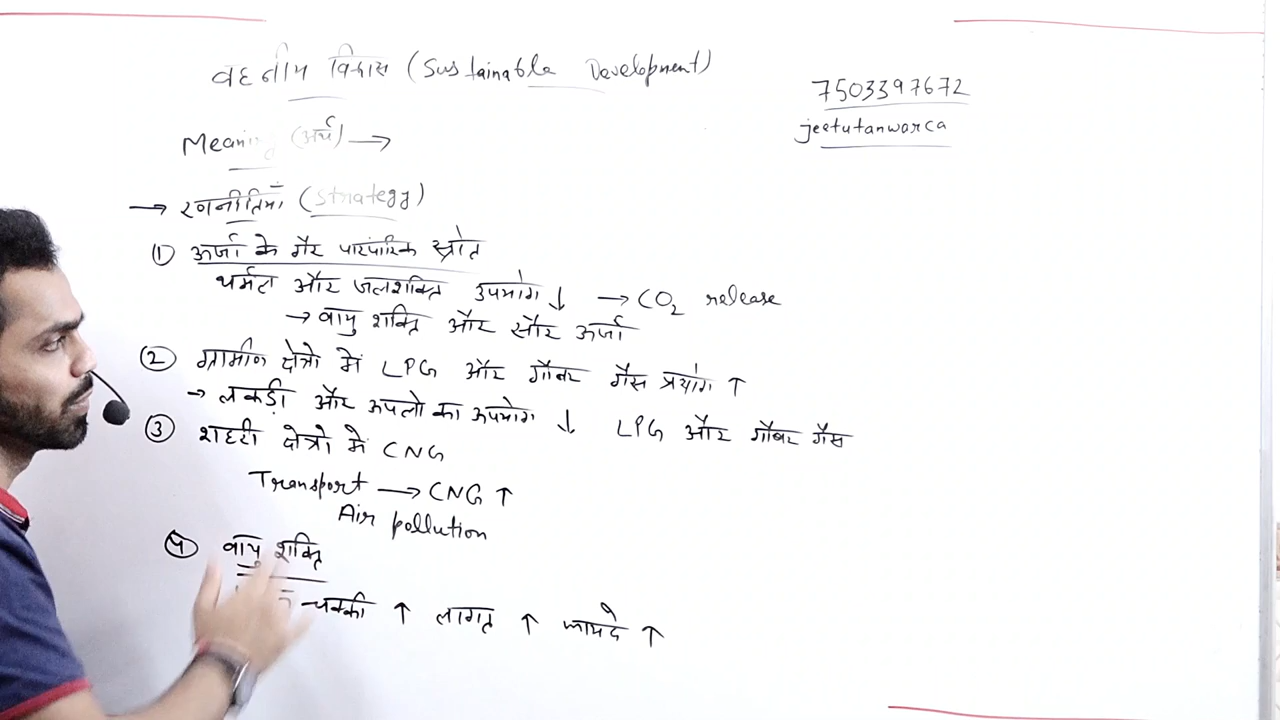 वहनीय विकास (Sustainable Development)
7503397672
jeetutanwarca
Meaning (अर्थ) →
→ रणनीतियाँ (Strategy)
① ऊर्जा के गैर पारंपारिक स्रोत
थर्मल और जलशक्ति उपयोग ↓ → CO₂ release
→ वायु शक्ति और सौर ऊर्जा
② ग्रामीण क्षेत्रो में LPG और गौबर गैस प्रयोग ↑
→ लकड़ी और उपलो का उपयोग ↓ LPG और गौबर गैस
③ शहरी क्षेत्रो में CNG
Transport → CNG ↑
Air pollution
④ वायु शक्ति
चक्की ↑ लागत ↑ फायदे ↑